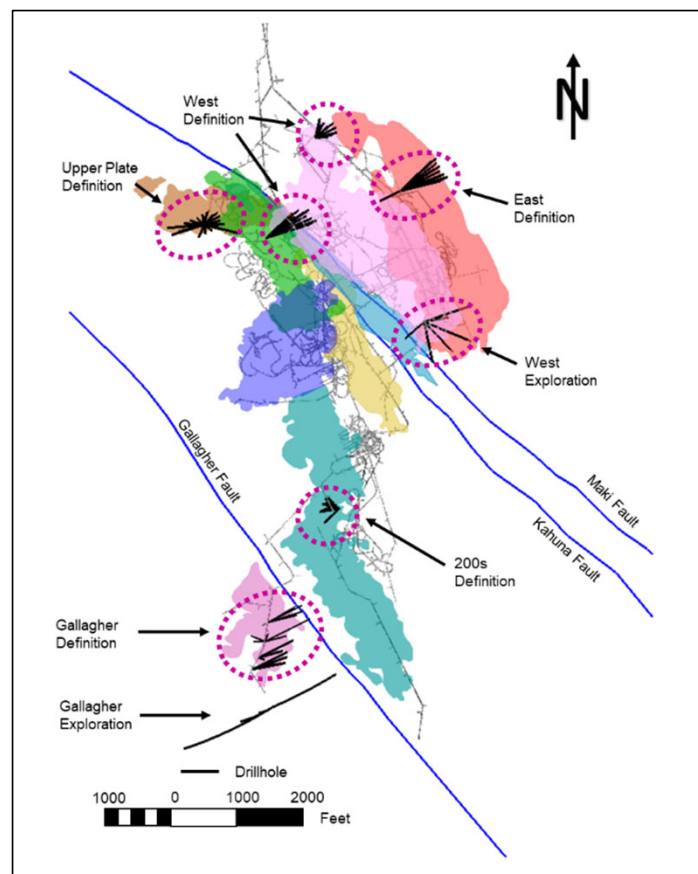 N
West
Definition
Upper Plate
Definition
East
Definition
West
Exploration
Gallagher Fault
Maki Fault
Kahuna Fault
200s
Definition
Gallagher
Definition
Gallagher
Exploration
Drillhole
1000 0 1000 2000
Feet